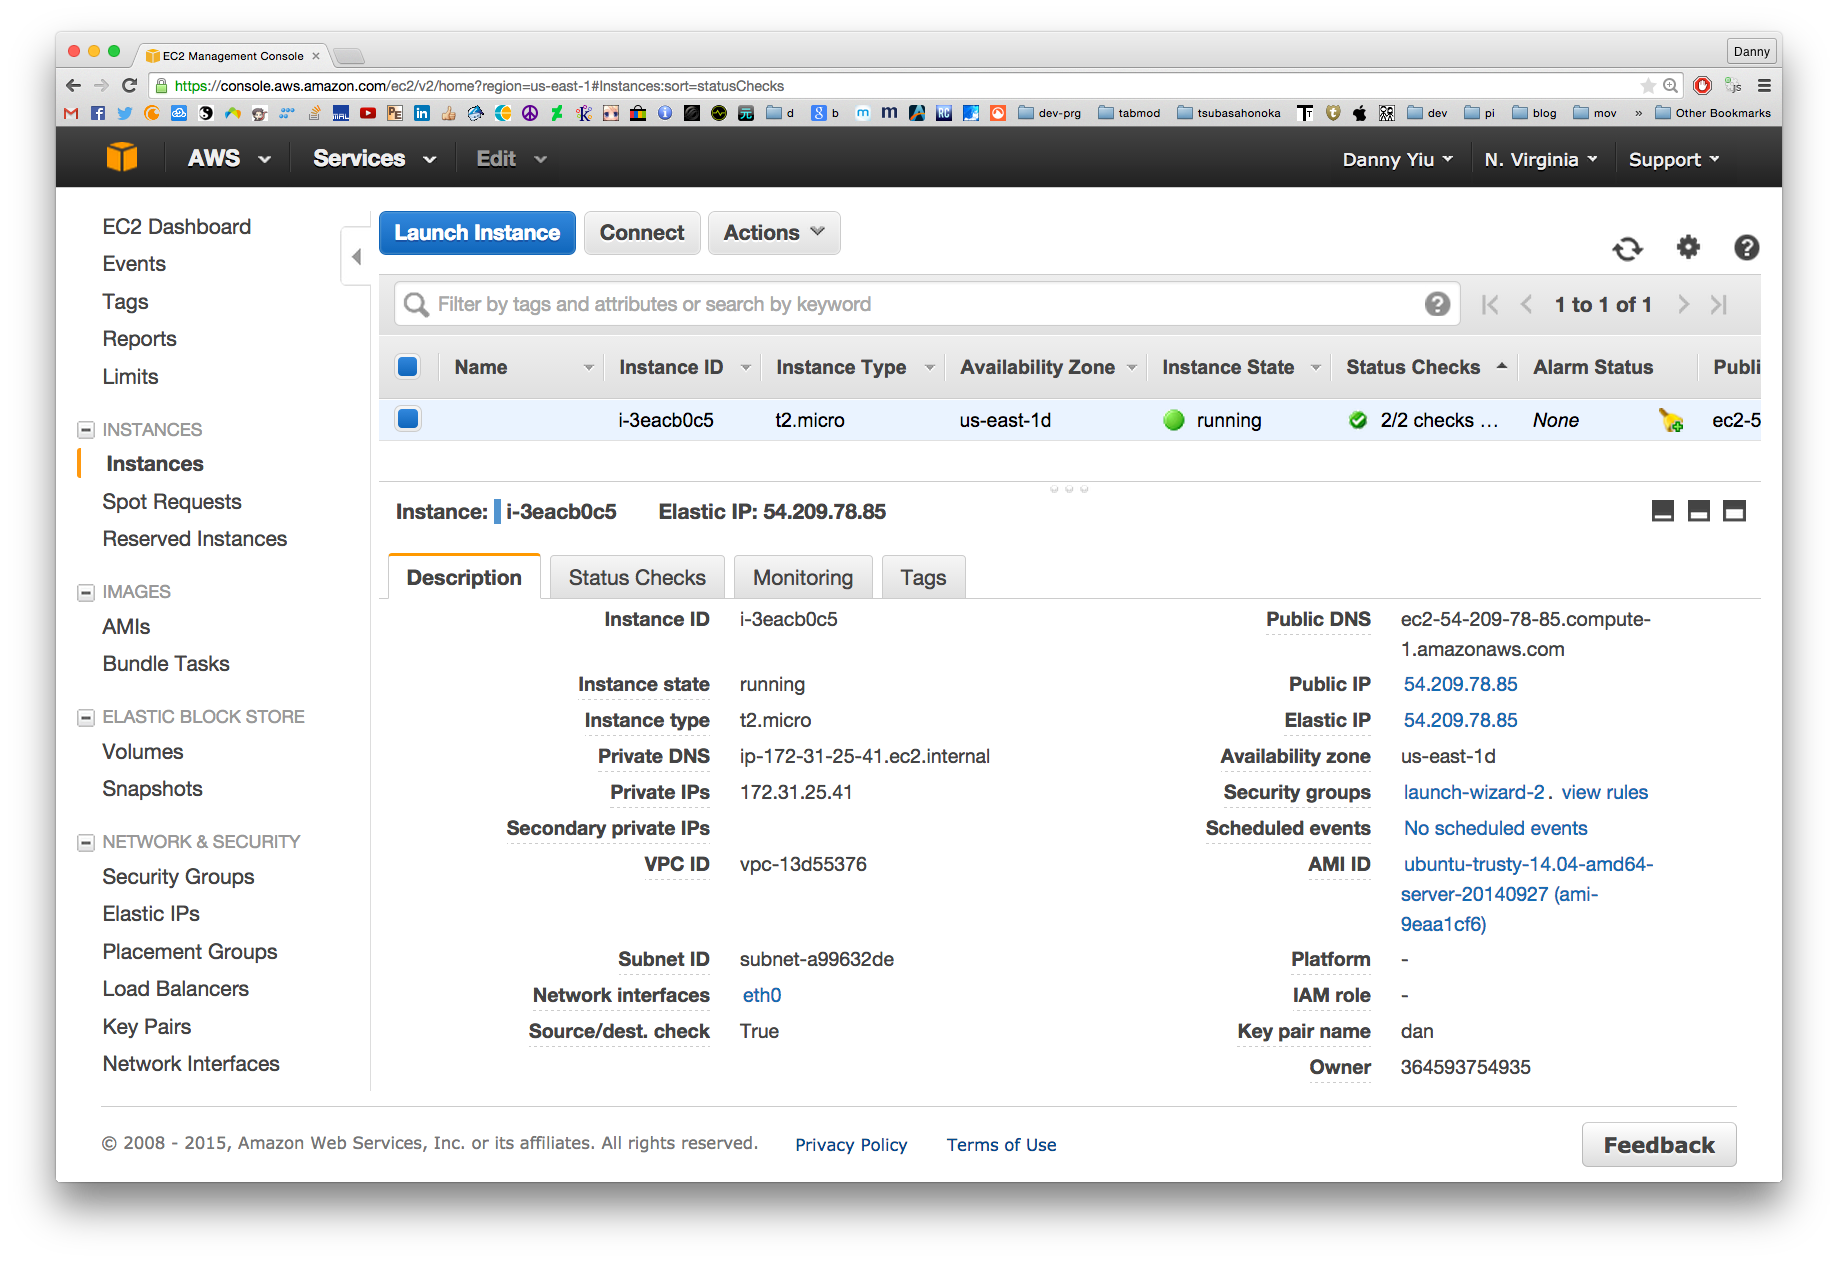 EC2 Management Console
Danny
https://console.aws.amazon.com/ec2/v2/home?region=us-east-1#Instances:sort=statusChecks
d
b
dev-prg
tabmod
tsubasahonoka
dev
pi
blog
mov
»
Other Bookmarks
AWS
Services
Edit
Danny Yiu
N. Virginia
Support
EC2 Dashboard
Events
Tags
Reports
Limits
INSTANCES
Instances
Spot Requests
Reserved Instances
IMAGES
AMIs
Bundle Tasks
ELASTIC BLOCK STORE
Volumes
Snapshots
NETWORK & SECURITY
Security Groups
Elastic IPs
Placement Groups
Load Balancers
Key Pairs
Network Interfaces
Launch Instance
Connect
Actions
Filter by tags and attributes or search by keyword
1 to 1 of 1
Name Instance ID Instance Type Availability Zone Instance State Status Checks Alarm Status Publi
i-3eacb0c5 t2.micro us-east-1d running 2/2 checks ... None ec2-5
Instance: i-3eacb0c5 Elastic IP: 54.209.78.85
Description Status Checks Monitoring Tags
Instance ID i-3eacb0c5
Instance state running
Instance type t2.micro
Private DNS ip-172-31-25-41.ec2.internal
Private IPs 172.31.25.41
Secondary private IPs
VPC ID vpc-13d55376
Subnet ID subnet-a99632de
Network interfaces eth0
Source/dest. check True
Public DNS ec2-54-209-78-85.compute-
1.amazonaws.com
Public IP 54.209.78.85
Elastic IP 54.209.78.85
Availability zone us-east-1d
Security groups launch-wizard-2. view rules
Scheduled events No scheduled events
AMI ID ubuntu-trusty-14.04-amd64-
server-20140927 (ami-
9eaa1cf6)
Platform -
IAM role -
Key pair name dan
Owner 364593754935
© 2008 - 2015, Amazon Web Services, Inc. or its affiliates. All rights reserved. Privacy Policy Terms of Use
Feedback